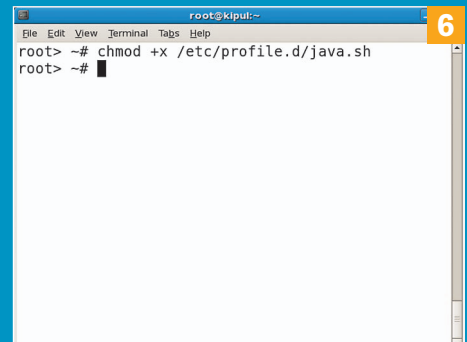 root@kipul:~
6
File Edit View Terminal Tabs Help
root> ~# chmod +x /etc/profile.d/java.sh
root> ~#